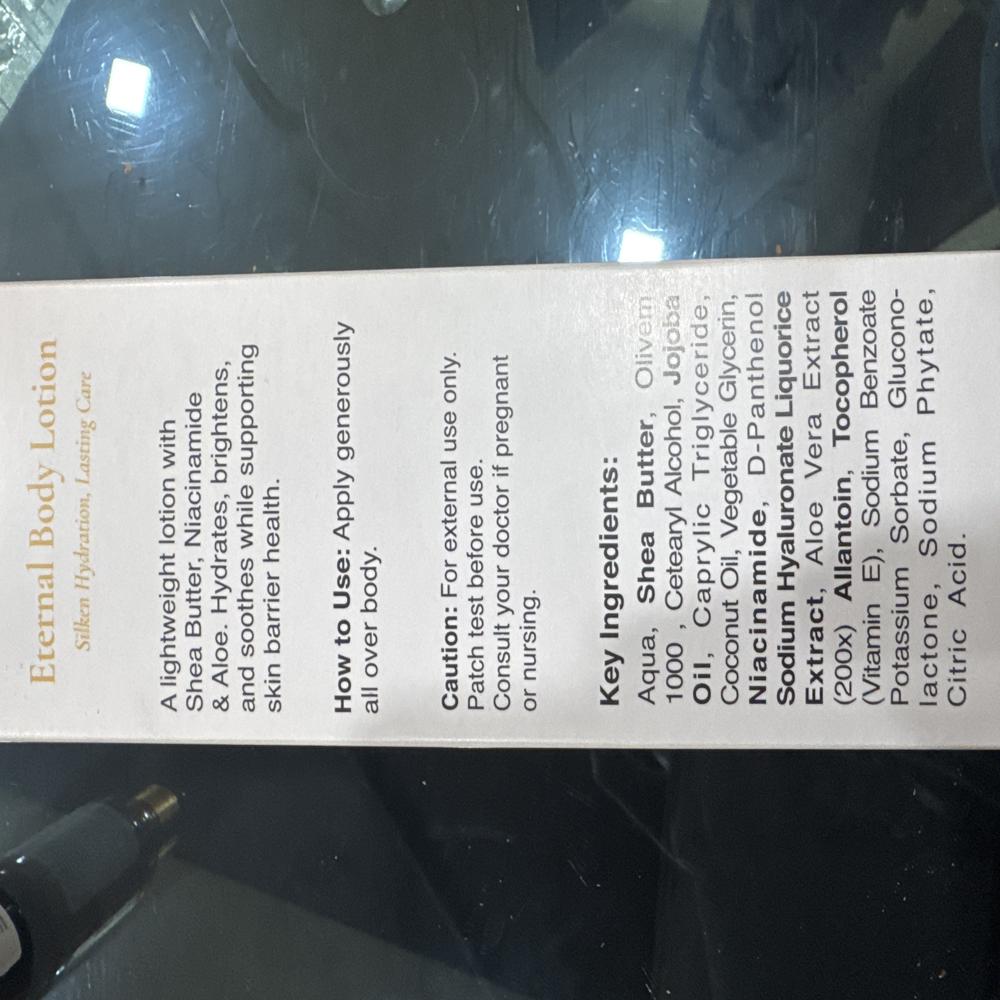 Eternal Body Lotion
Silken Hydration, Lasting Care
A lightweight lotion with
Shea Butter, Niacinamide
& Aloe. Hydrates, brightens,
and soothes while supporting
skin barrier health.
How to Use: Apply generously
all over body.
Caution: For external use only.
Patch test before use.
Consult your doctor if pregnant
or nursing.
Key Ingredients:
Aqua, Shea Butter, Olivem
1000 , Cetearyl Alcohol, Jojoba
Oil, Caprylic Triglyceride,
Coconut Oil, Vegetable Glycerin,
Niacinamide, D-Panthenol
Sodium Hyaluronate Liquorice
Extract, Aloe Vera Extract
(200x) Allantoin, Tocopherol
(Vitamin E), Sodium Benzoate
Potassium Sorbate, Glucono-
lactone, Sodium Phytate,
Citric Acid.